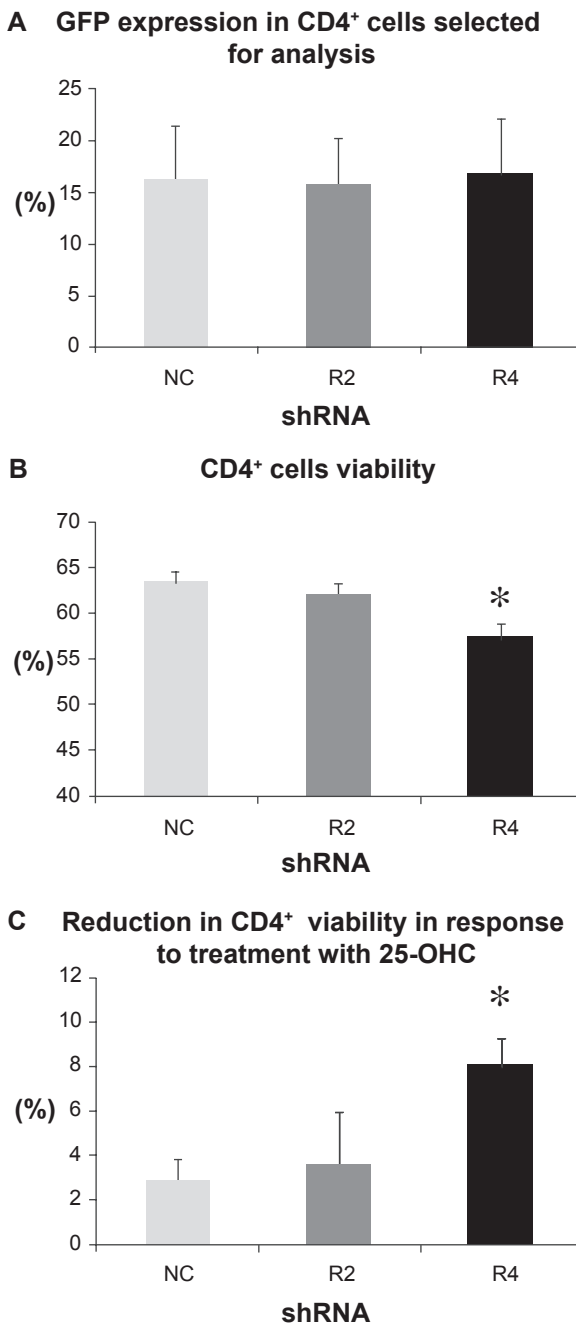 A GFP expression in CD4⁺ cells selected
for analysis
25
20
(%) 15
10
5
0
NC R2 R4
shRNA
B CD4⁺ cells viability
70
65
60
(%) 55
50
45
40
NC R2 R4
shRNA
C Reduction in CD4⁺ viability in response
to treatment with 25-OHC
12
10
8
(%) 6
4
2
0
NC R2 R4
shRNA